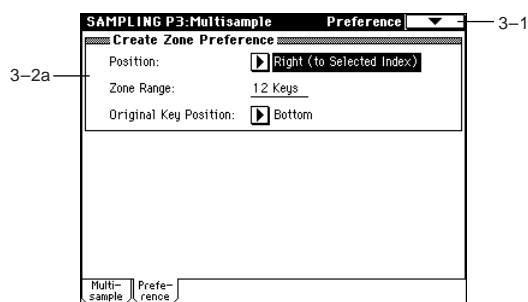 SAMPLING P3:Multisample Preference
3–1
Create Zone Preference
3–2a
Position: Right (to Selected Index)
Zone Range: 12 Keys
Original Key Position: Bottom
Multi- Prefe-
sample rence